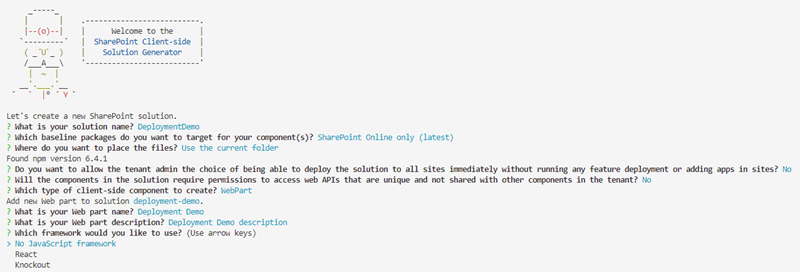 Welcome to the
SharePoint Client-side
Solution Generator
Let's create a new SharePoint solution.
? What is your solution name? DeploymentDemo
? Which baseline packages do you want to target for your component(s)? SharePoint Online only (latest)
? Where do you want to place the files? Use the current folder
Found npm version 6.4.1
? Do you want to allow the tenant admin the choice of being able to deploy the solution to all sites immediately without running any feature deployment or adding apps in sites? No
? Will the components in the solution require permissions to access web APIs that are unique and not shared with other components in the tenant? No
? Which type of client-side component to create? WebPart
Add new Web part to solution deployment-demo.
? What is your Web part name? Deployment Demo
? What is your Web part description? Deployment Demo description
? Which framework would you like to use? (Use arrow keys)
> No JavaScript framework
React
Knockout